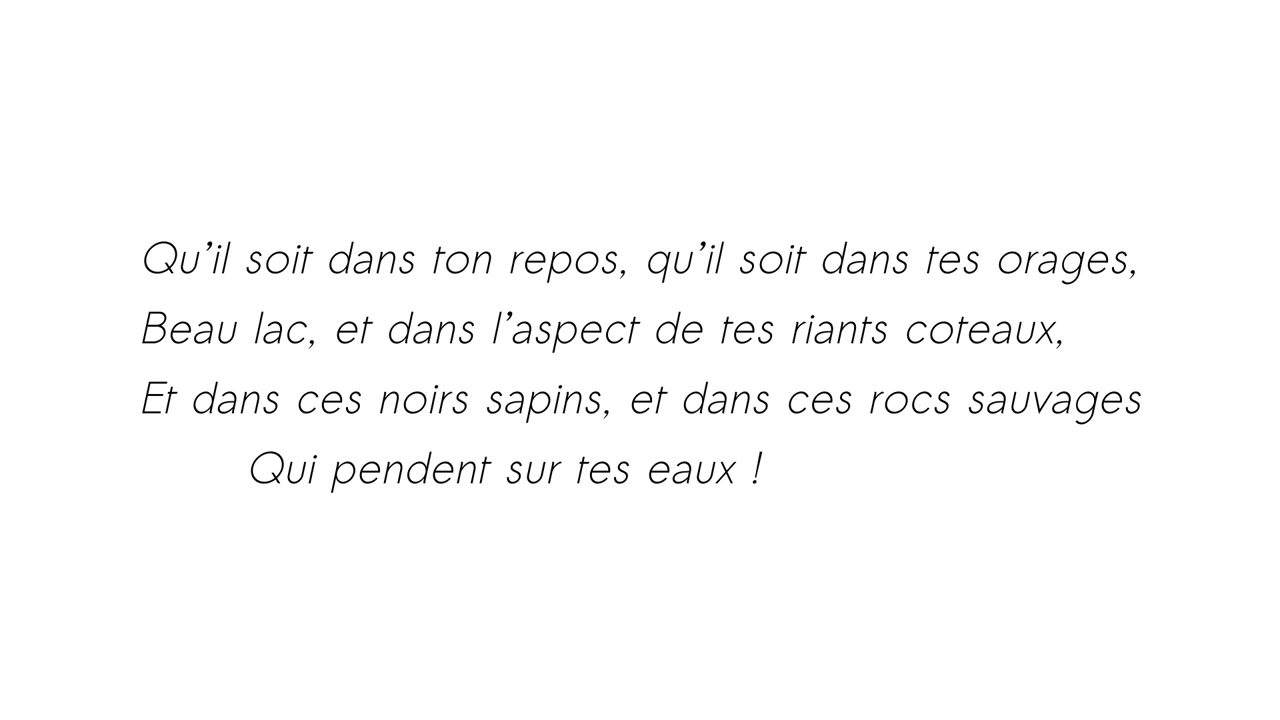 Qu’il soit dans ton repos, qu’il soit dans tes orages,
Beau lac, et dans l’aspect de tes riants coteaux,
Et dans ces noirs sapins, et dans ces rocs sauvages
Qui pendent sur tes eaux !